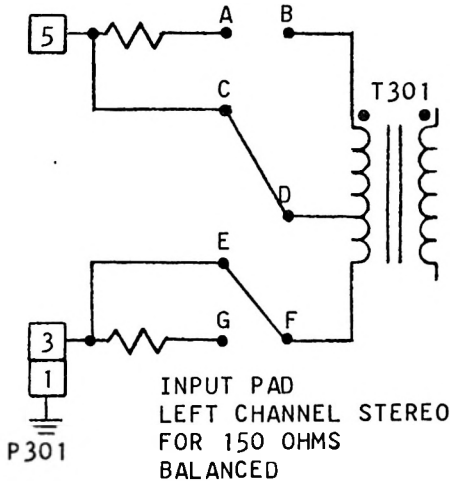 A B
5
T301
C
D
E
G F
3
1
P301
INPUT PAD
LEFT CHANNEL STEREO
FOR 150 OHMS
BALANCED